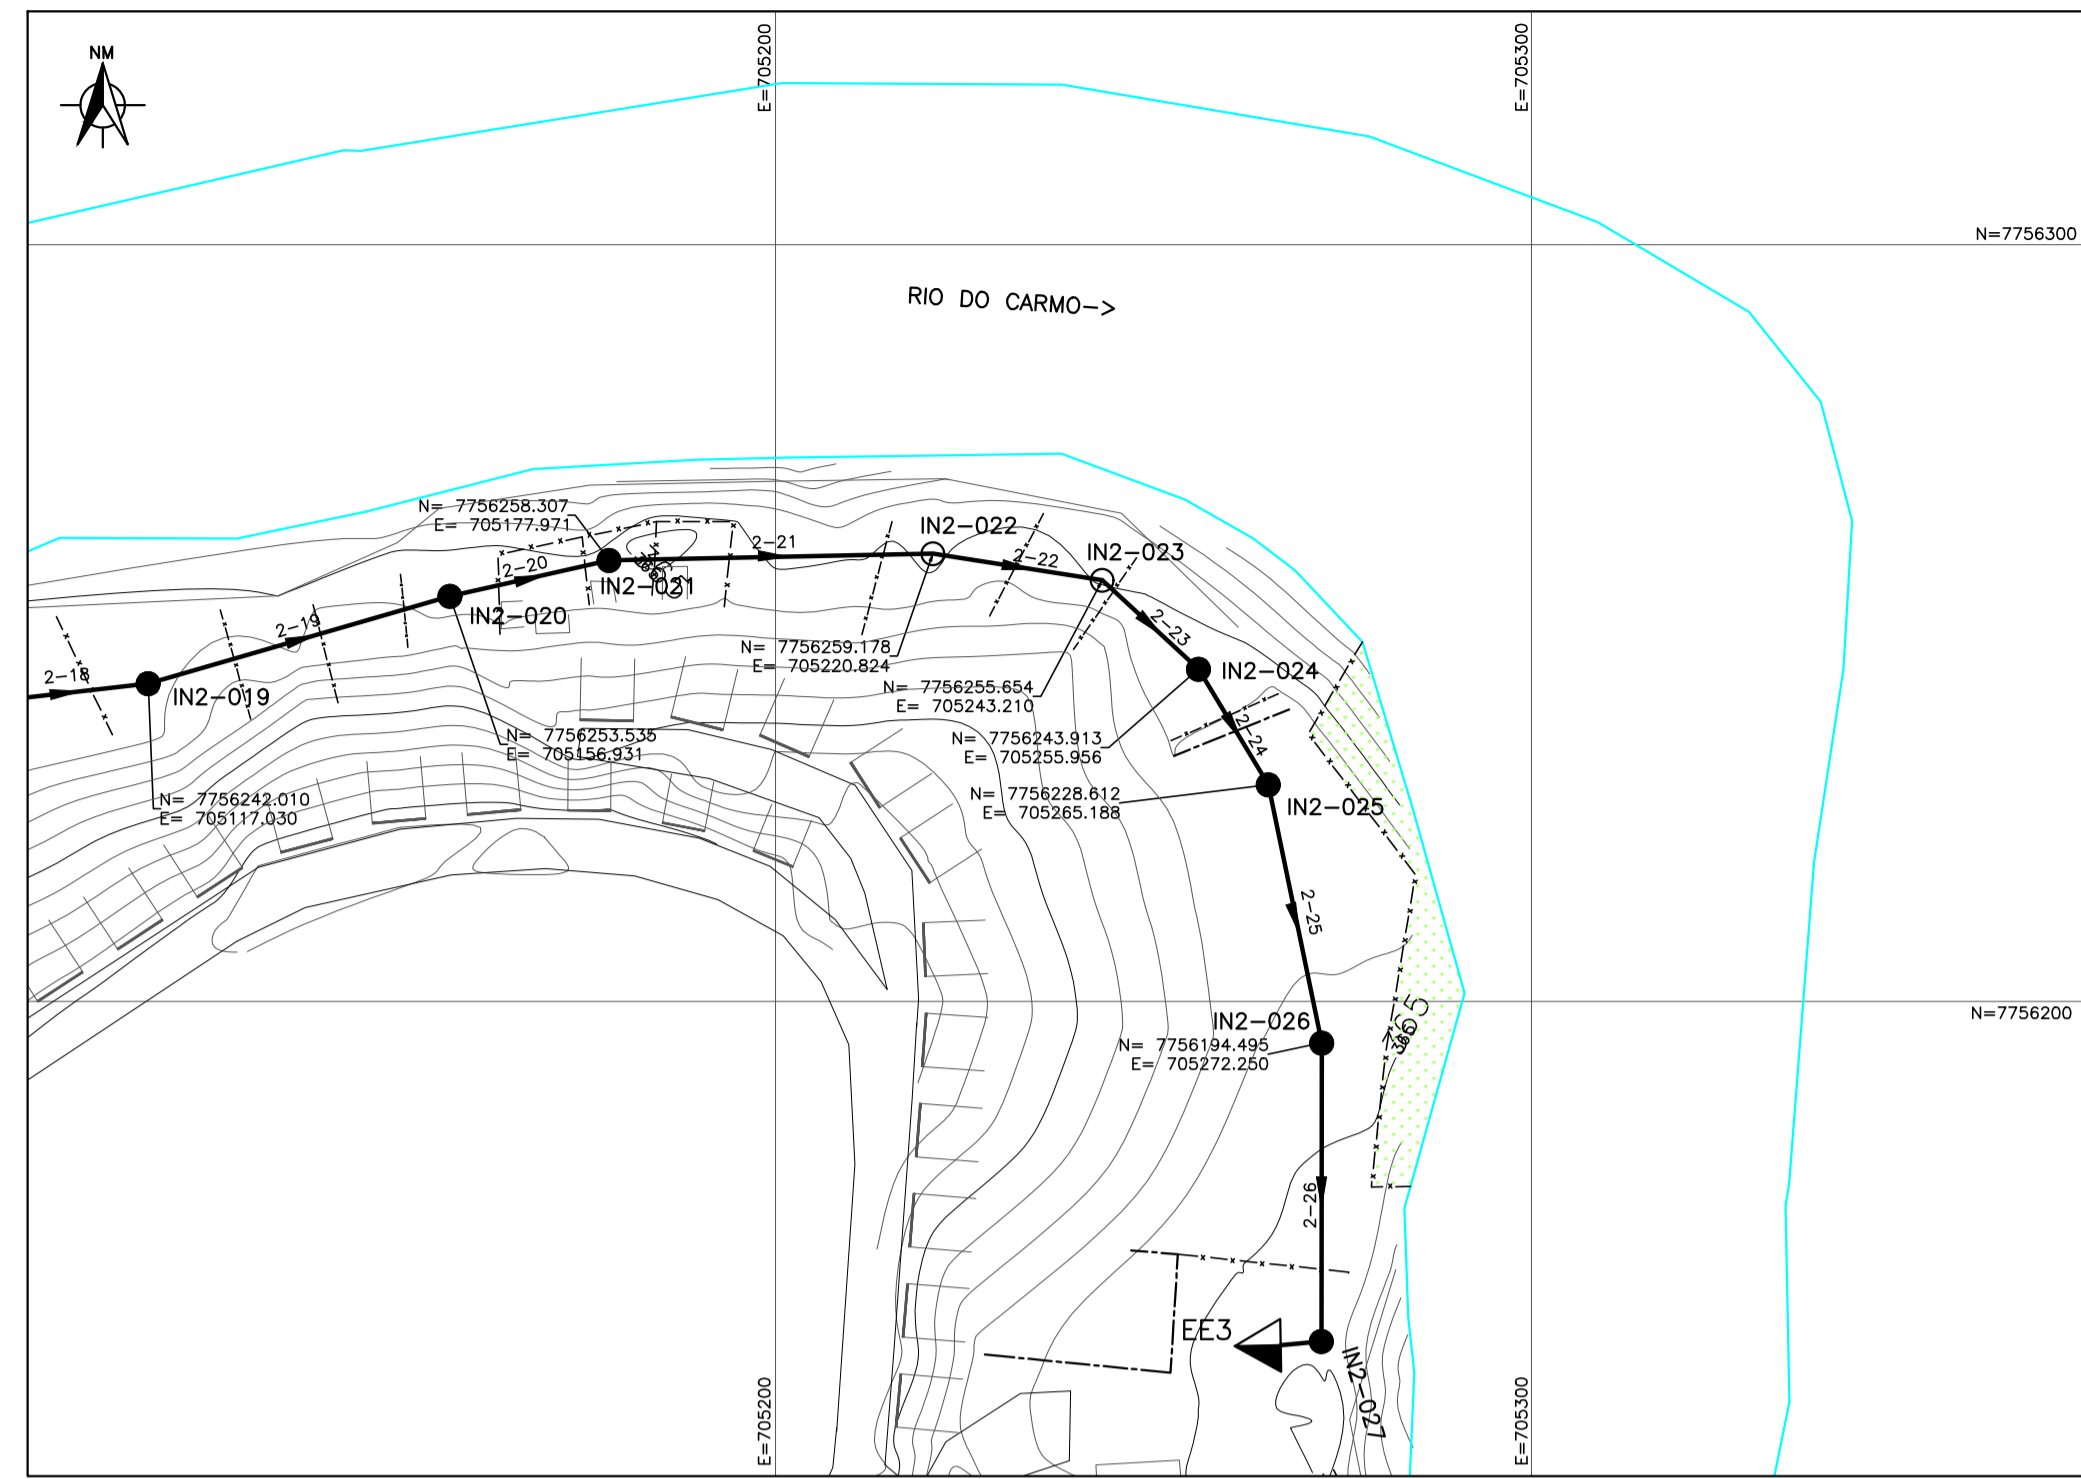 NM
E=705200
E=705300
N=7756300
RIO DO CARMO->
N= 7756258.307
E= 705177.971
IN2-022
2-21
2-22
IN2-023
2-20
IN2-021
IN2-020
2-19
2-23
N= 7756259.178
E= 705220.824
IN2-024
2-18
IN2-019
N= 7756255.654
E= 705243.210
N= 7756253.535
E= 705156.931
N= 7756243.913
E= 705255.956
2-24
N= 7756228.612
E= 705265.188
IN2-025
N= 7756242.010
E= 705117.030
2-25
N=7756200
IN2-026
N= 7756194.495
E= 705272.250
365
2-26
EE3
IN2-027
E=705200
E=705300